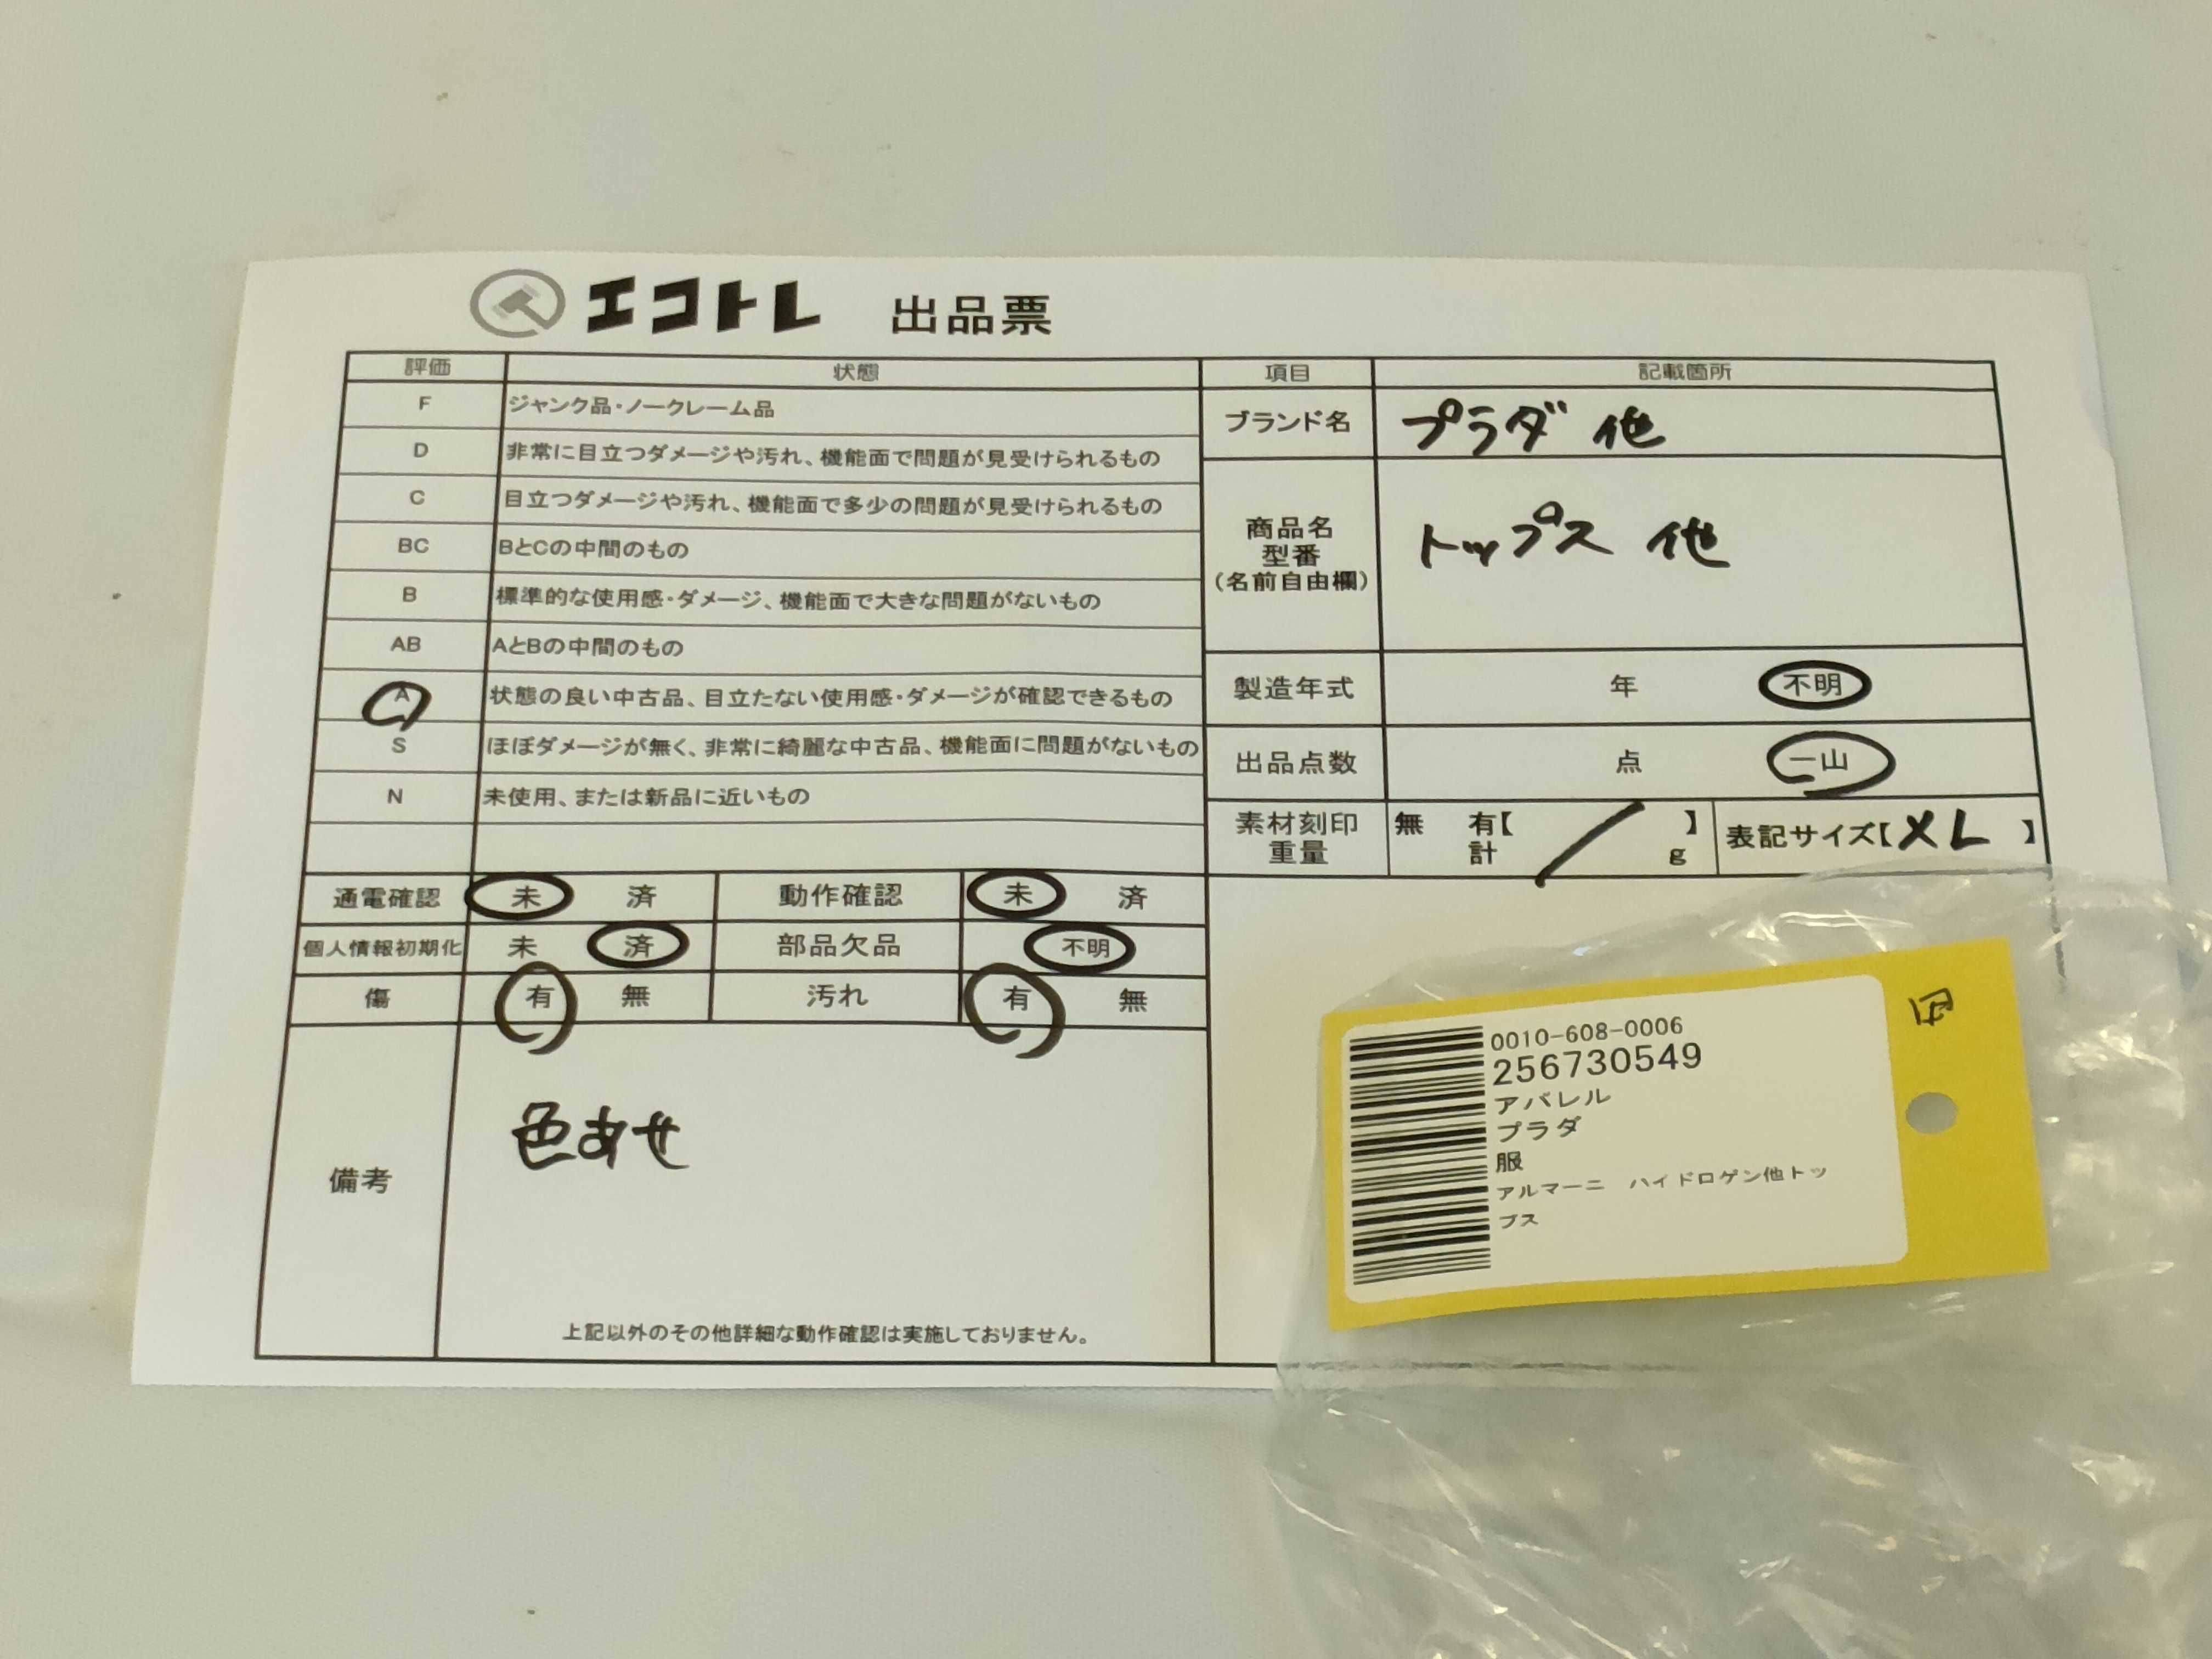 エコトレ 出品票
評価 状態 項目 記載箇所
F ジャンク品・ノークレーム品
D 非常に目立つダメージや汚れ、機能面で問題が見受けられるもの
C 目立つダメージや汚れ、機能面で多少の問題が見受けられるもの
BC BとCの中間のもの
B 標準的な使用感・ダメージ、機能面で大きな問題がないもの
AB AとBの中間のもの
A 状態の良い中古品、目立たない使用感・ダメージが確認できるもの
S ほぼダメージが無く、非常に綺麗な中古品、機能面に問題がないもの
N 未使用、または新品に近いもの
ブランド名 プラダ 他
商品名
型番
(名前自由欄)
トップス 他
製造年式 年 不明
出品点数 点 一山
素材刻印 無 有【 】
重量 計 g
表記サイズ【XL】
通電確認 未 済 動作確認 未 済
個人情報初期化 未 済 部品欠品 不明
傷 有 無 汚れ 有 無
備考
色あせ
上記以外のその他詳細な動作確認は実施しておりません。
0010-608-0006
256730549
アパレル
プラダ
服
アルマーニ ハイドロゲン他トッ
プス